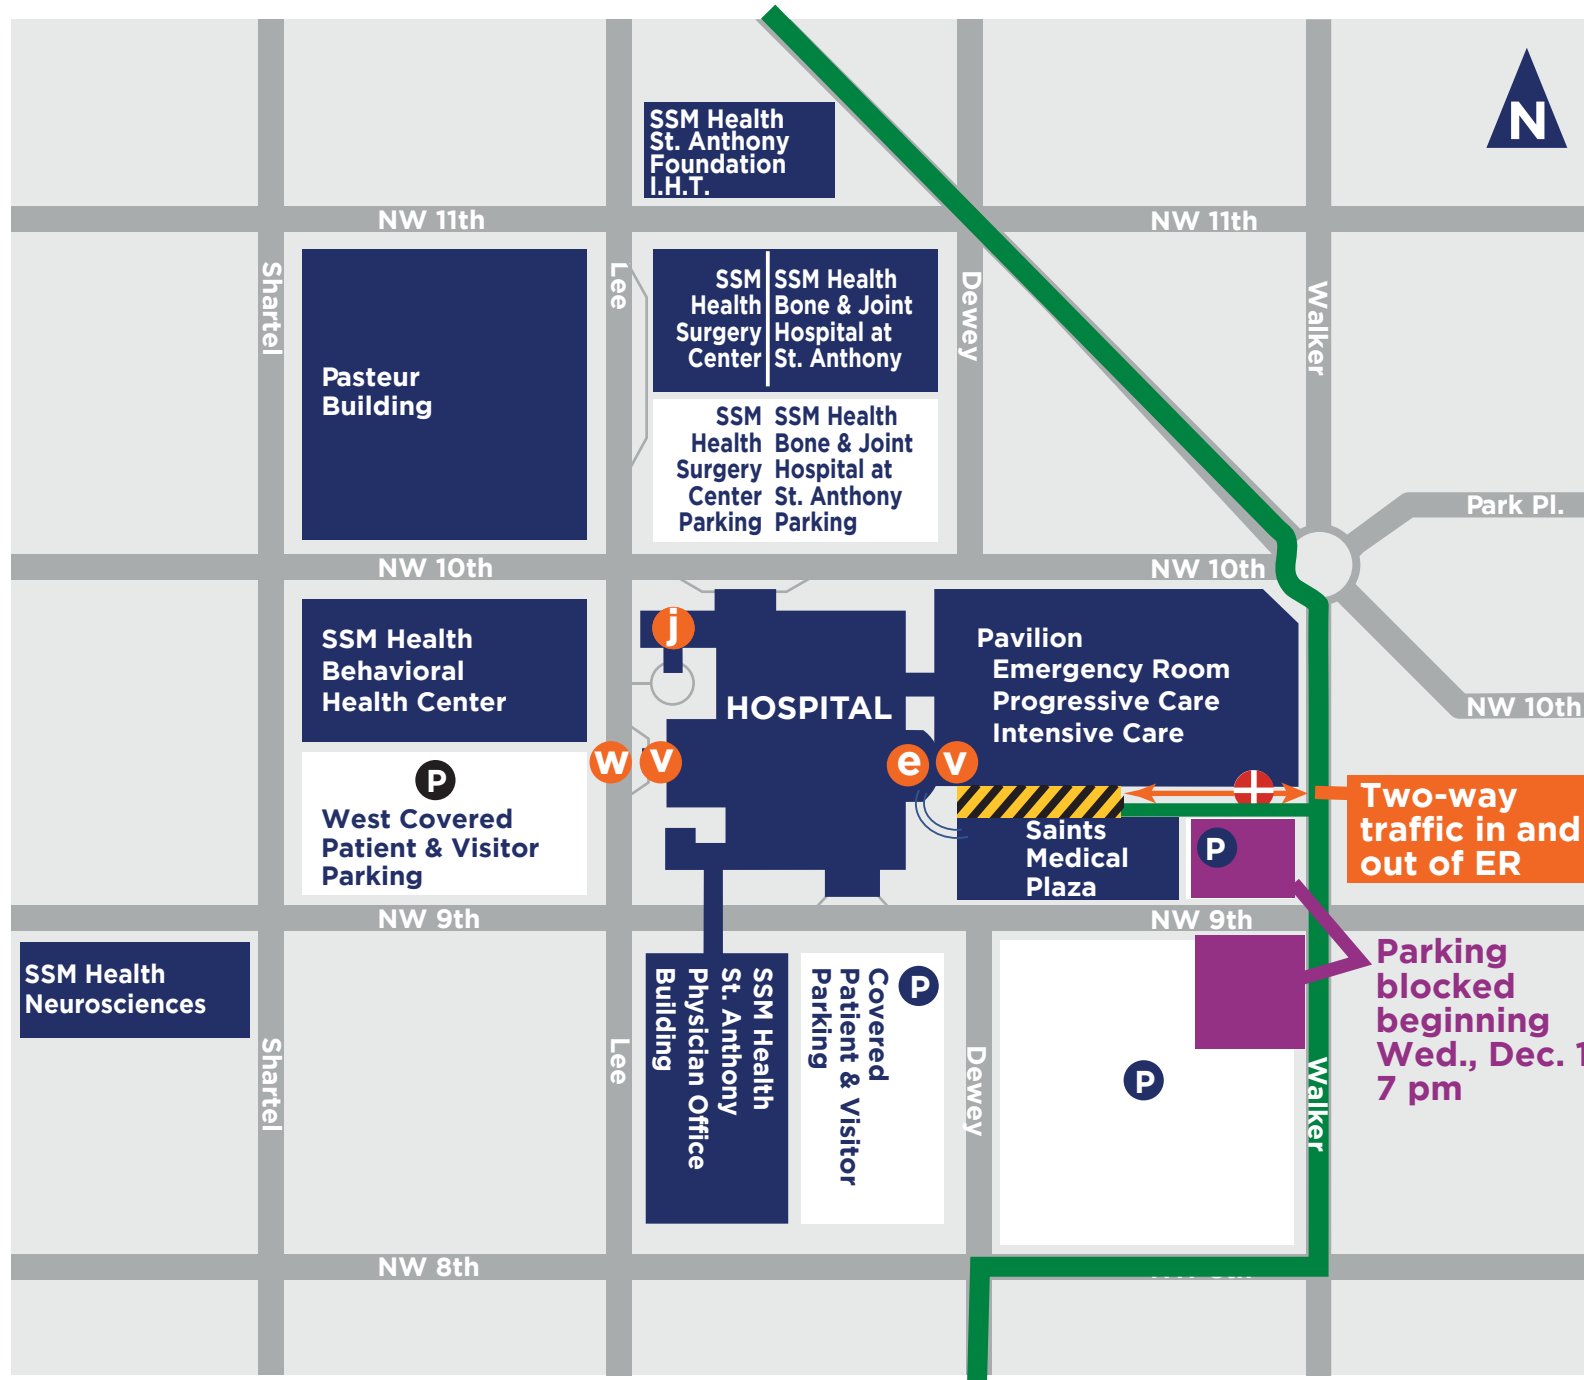 N
SSM Health
St. Anthony
Foundation
I.H.T.
NW 11th
NW 11th
Shartel
Lee
Dewey
Walker
Pasteur
Building
SSM
Health
Surgery
Center
SSM Health
Bone & Joint
Hospital at
St. Anthony
SSM
Health
Surgery
Center
Parking
SSM Health
Bone & Joint
Hospital at
St. Anthony
Parking
Park Pl.
NW 10th
NW 10th
NW 10th
SSM Health
Behavioral
Health Center
j
HOSPITAL
Pavilion
Emergency Room
Progressive Care
Intensive Care
w
v
e
v
P
West Covered
Patient & Visitor
Parking
Saints
Medical
Plaza
P
Two-way
traffic in and
out of ER
NW 9th
NW 9th
SSM Health
Neurosciences
SSM Health
St. Anthony
Physician Office
Building
P
Covered
Patient & Visitor
Parking
P
Parking
blocked
beginning
Wed., Dec. 1
7 pm
Shartel
Lee
Dewey
Walker
NW 8th